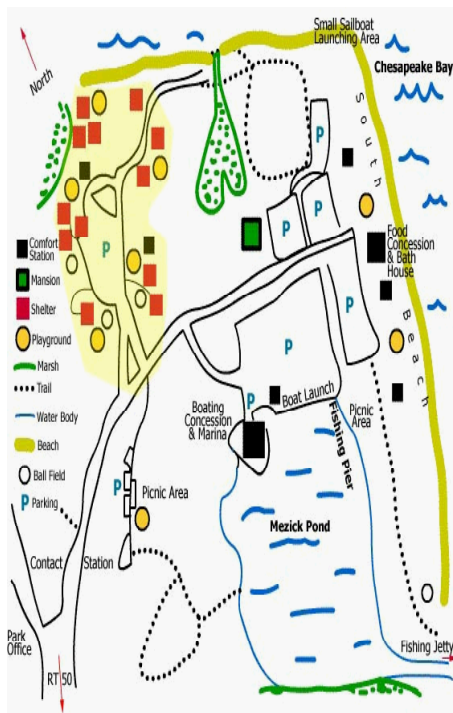 Small Sailboat
Launching Area
Chesapeake Bay
North
South
Beach
P
P
P
P
P
P
P
P
Food
Concession
& Bath
House
Comfort
Station
Mansion
Shelter
Playground
Marsh
Trail
Water Body
Beach
Ball Field
P Parking
Boat Launch
Boating
Concession
& Marina
Fishing Pier
Picnic
Area
Picnic Area
Mezick Pond
Contact Station
Park
Office
RT 50
Fishing Jetty